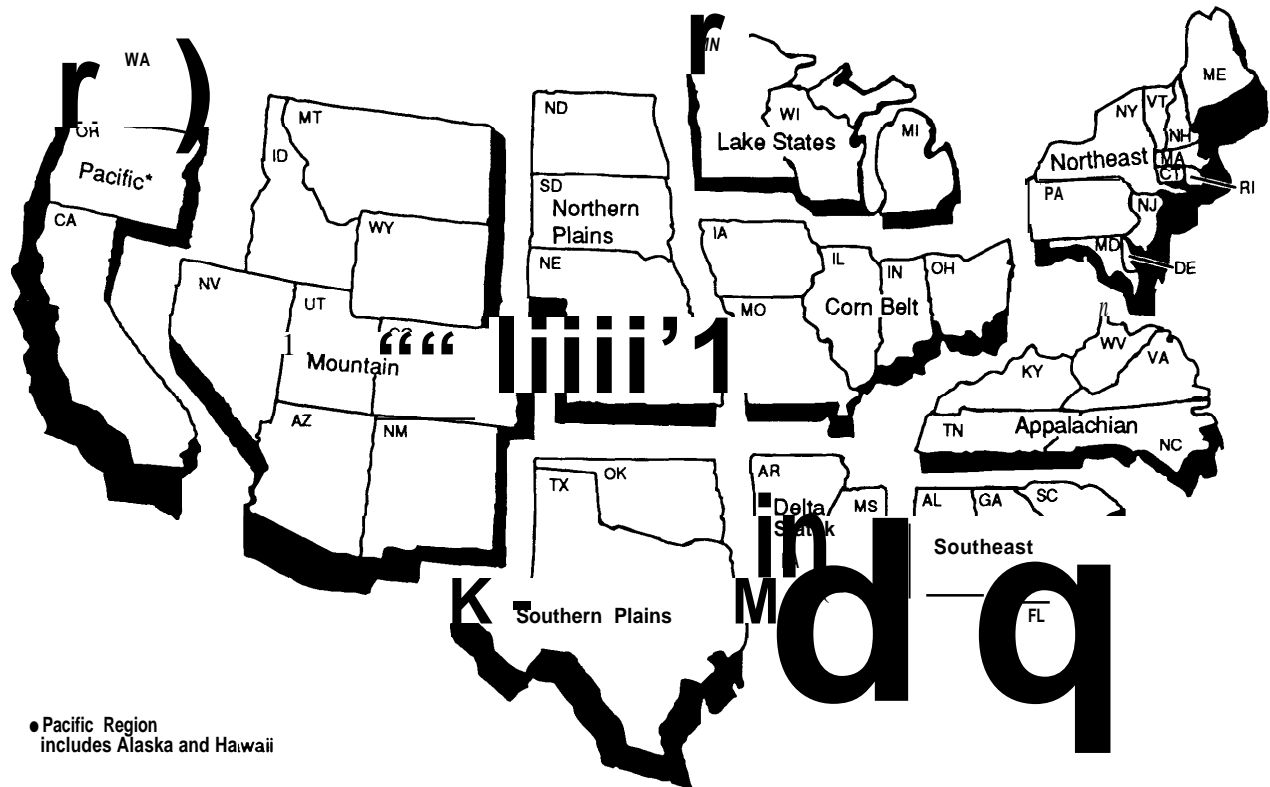 WA
MN
ME
MT
ND
WI
MI
NY
VT
NH
ID
Lake States
Northeast
MA
CT
RI
Pacific*
SD
PA
NJ
CA
WY
Northern
Plains
IA
MD
DE
NE
IL
IN
OH
NV
UT
MO
Corn Belt
WV
VA
Mountain
KY
AZ
NM
TN
Appalachian
NC
TX
OK
AR
MS
AL
GA
SC
Delta
Southeast
Southern Plains
FL
• Pacific Region
includes Alaska and Hawaii